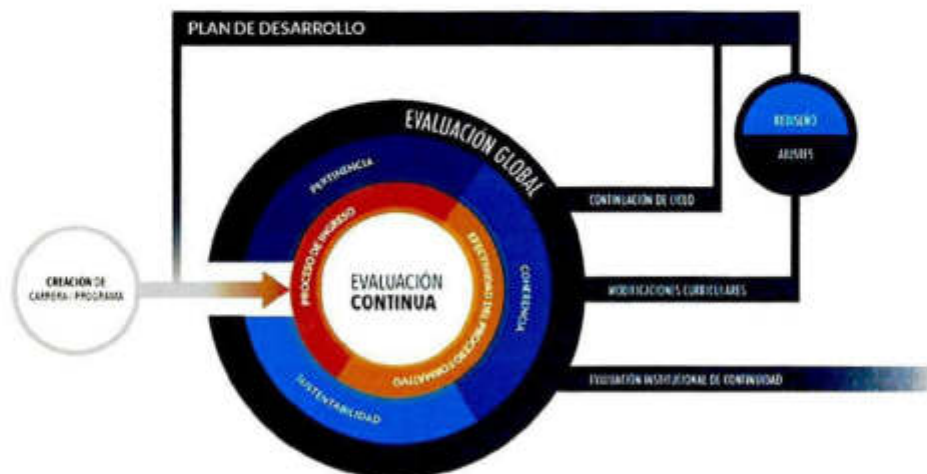 PLAN DE DESARROLLO
EVALUACIÓN GLOBAL
REDISEÑO
AJUSTES
PERTINENCIA
CONTINUACIÓN DE CICLO
PROCESO DE INGRESO
EFECTIVIDAD DEL PROCESO FORMATIVO
COHERENCIA
CREACIÓN DE
CARRERA - PROGRAMA
EVALUACIÓN
CONTINUA
MODIFICACIONES CURRICULARES
SUSTENTABILIDAD
EVALUACIÓN INSTITUCIONAL DE CONTINUIDAD